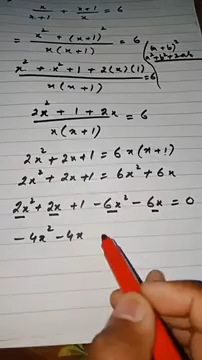 x/(x+1) + (x+1)/x = 6
= (x² + (x+1)²)/(x(x+1)) = 6
(a+b)²
a²+b²+2ab
(x² + x² + 1 + 2(x)(1))/(x(x+1)) = 6
(2x² + 1 + 2x)/(x(x+1)) = 6
2x² + 2x + 1 = 6x(x+1)
2x² + 2x + 1 = 6x² + 6x
2x² + 2x + 1 - 6x² - 6x = 0
- 4x² - 4x